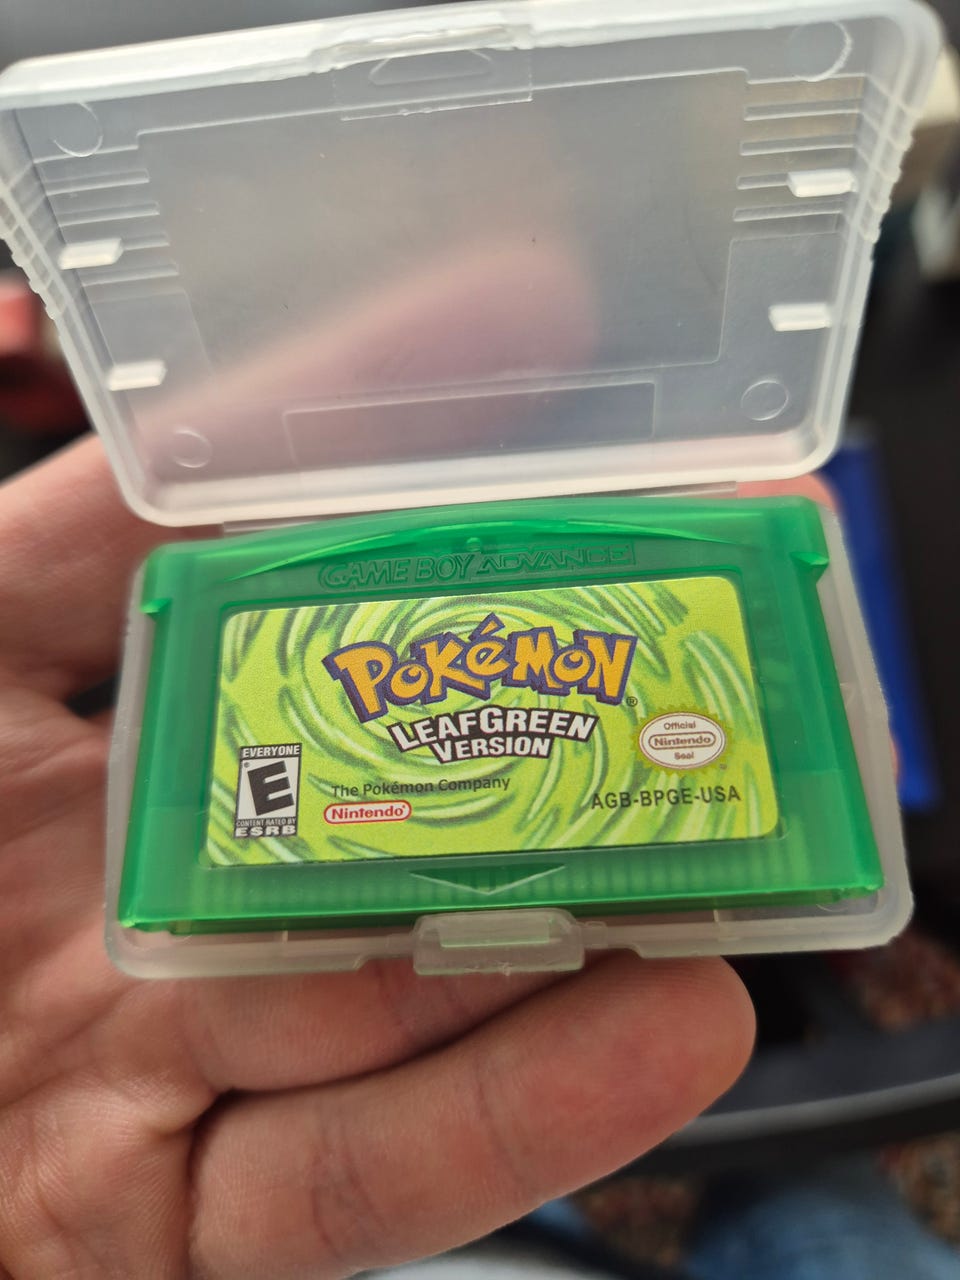 GAME BOY ADVANCE
POKéMON®
LEAFGREEN
VERSION
Official
Nintendo
Seal
EVERYONE
E
CONTENT RATED BY
ESRB
The Pokémon Company
Nintendo®
AGB-BPGE-USA